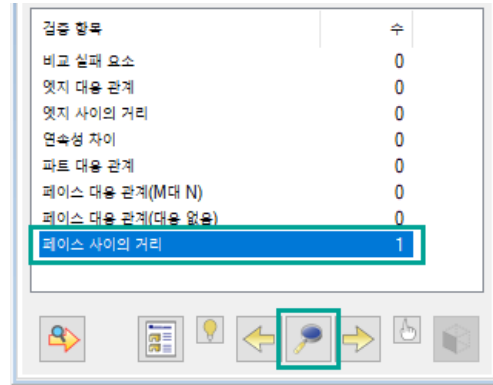 검증 항목 수
비교 실패 요소 0
엣지 대응 관계 0
엣지 사이의 거리 0
연속성 차이 0
파트 대응 관계 0
페이스 대응 관계(M대 N) 0
페이스 대응 관계(대응 없음) 0
페이스 사이의 거리 1